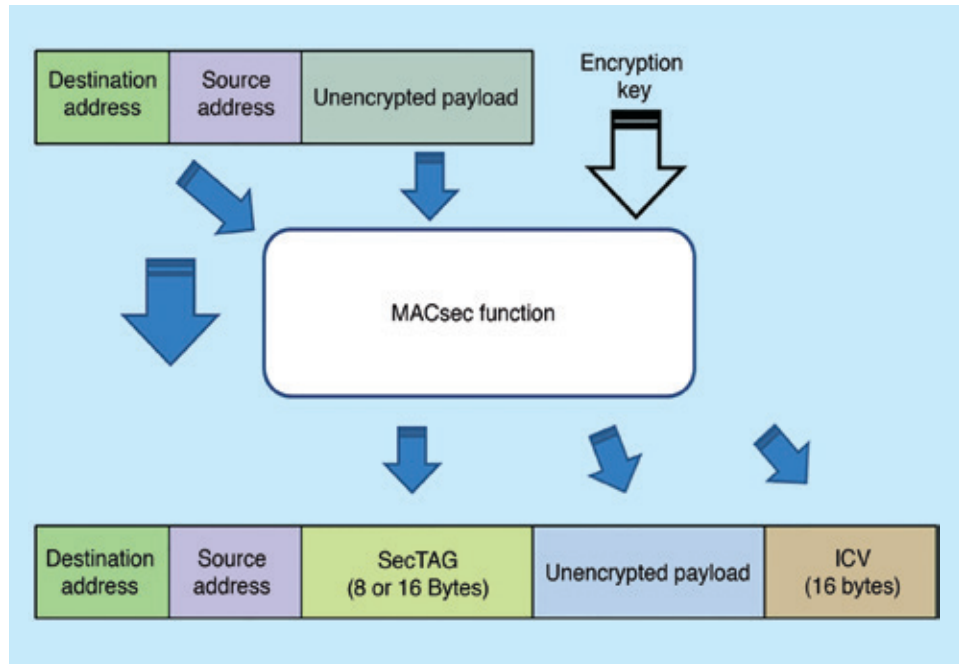 Destination
address
Source
address
Unencrypted payload
Encryption
key
MACsec function
Destination
address
Source
address
SecTAG
(8 or 16 Bytes)
Unencrypted payload
ICV
(16 bytes)